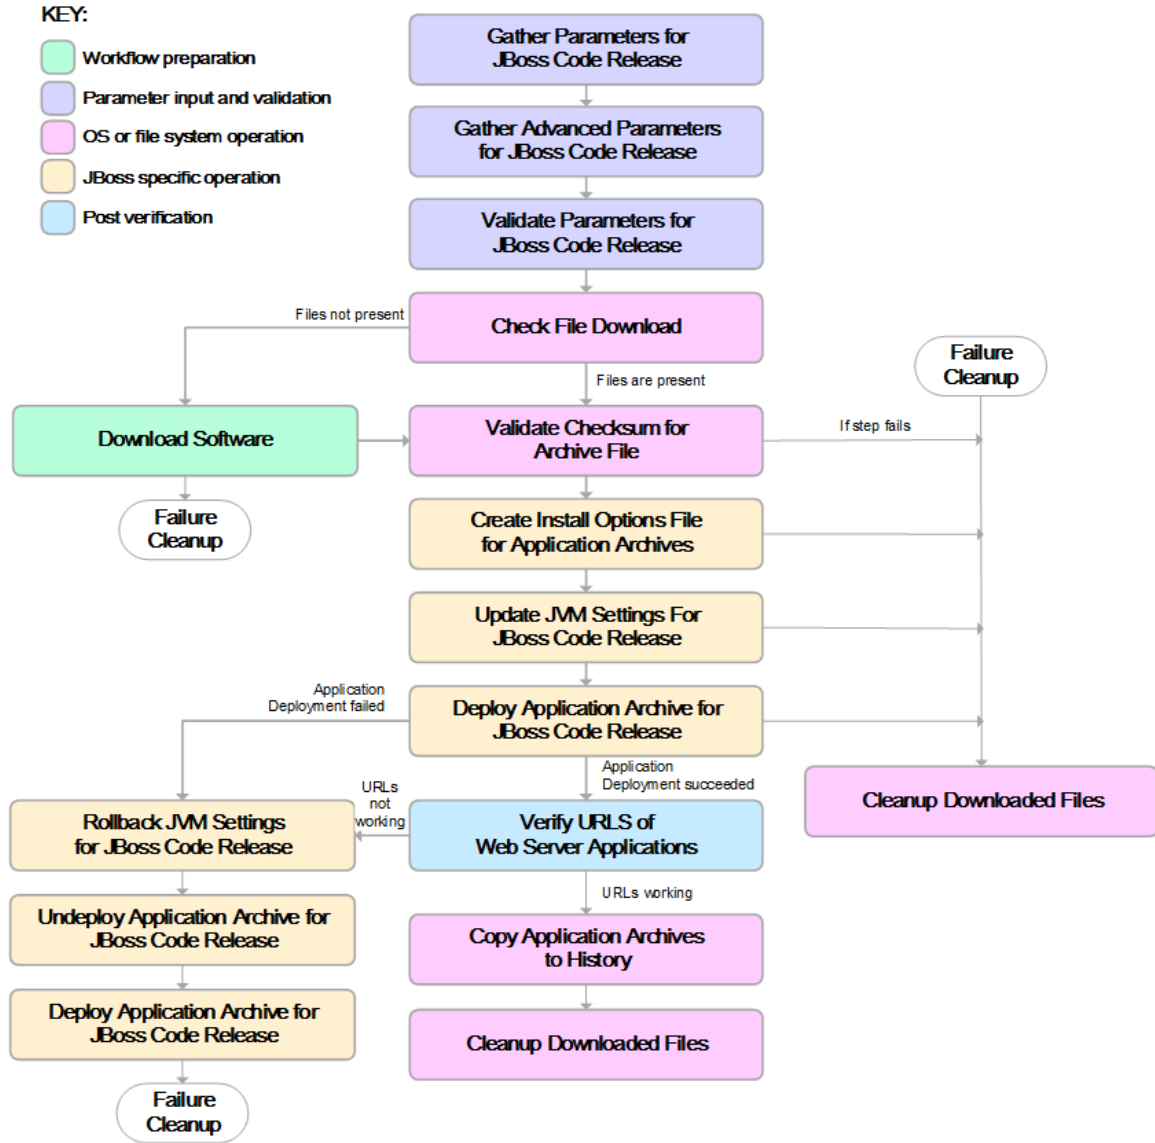 KEY:
Workflow preparation
Parameter input and validation
OS or file system operation
JBoss specific operation
Post verification
Gather Parameters for
JBoss Code Release
Gather Advanced Parameters
for JBoss Code Release
Validate Parameters for
JBoss Code Release
Files not present
Check File Download
Files are present
Failure
Cleanup
Download Software
Validate Checksum for
Archive File
If step fails
Failure
Cleanup
Create Install Options File
for Application Archives
Update JVM Settings For
JBoss Code Release
Application
Deployment failed
Deploy Application Archive for
JBoss Code Release
Application
Deployment succeeded
Cleanup Downloaded Files
URLs
not
working
Rollback JVM Settings
for JBoss Code Release
Verify URLS of
Web Server Applications
URLs working
Undeploy Application Archive for
JBoss Code Release
Copy Application Archives
to History
Deploy Application Archive for
JBoss Code Release
Cleanup Downloaded Files
Failure
Cleanup